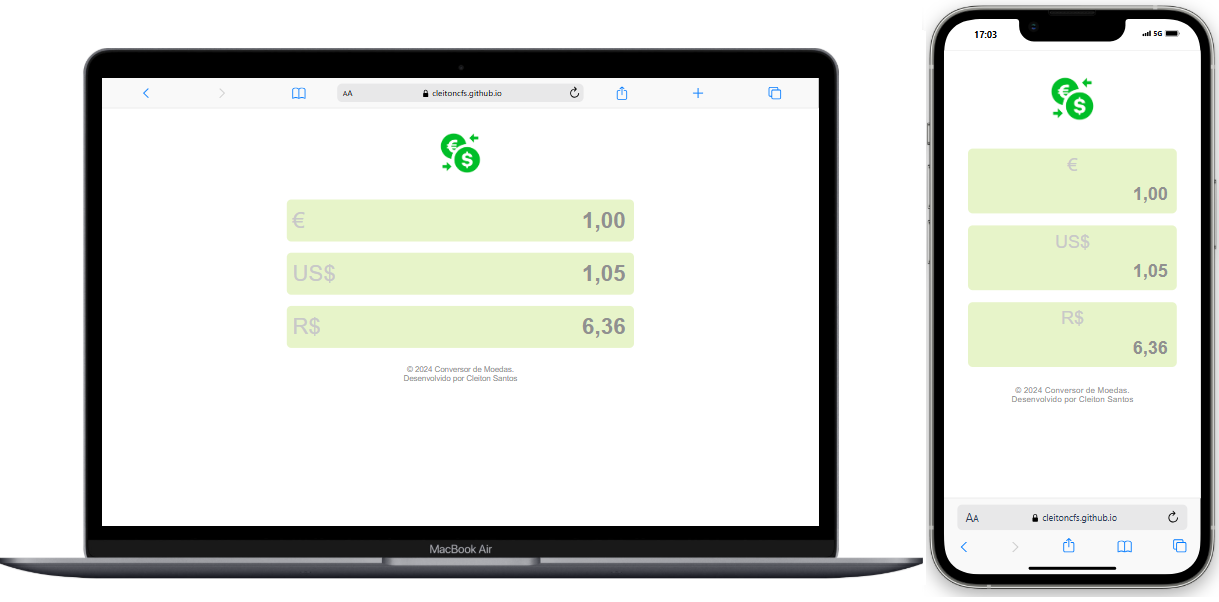 AA
cleitoncfs.github.io
€
$
€ 1,00
US$ 1,05
R$ 6,36
© 2024 Conversor de Moedas.
Desenvolvido por Cleiton Santos
MacBook Air
17:03
5G
€
$
€
1,00
US$
1,05
R$
6,36
© 2024 Conversor de Moedas.
Desenvolvido por Cleiton Santos
AA
cleitoncfs.github.io